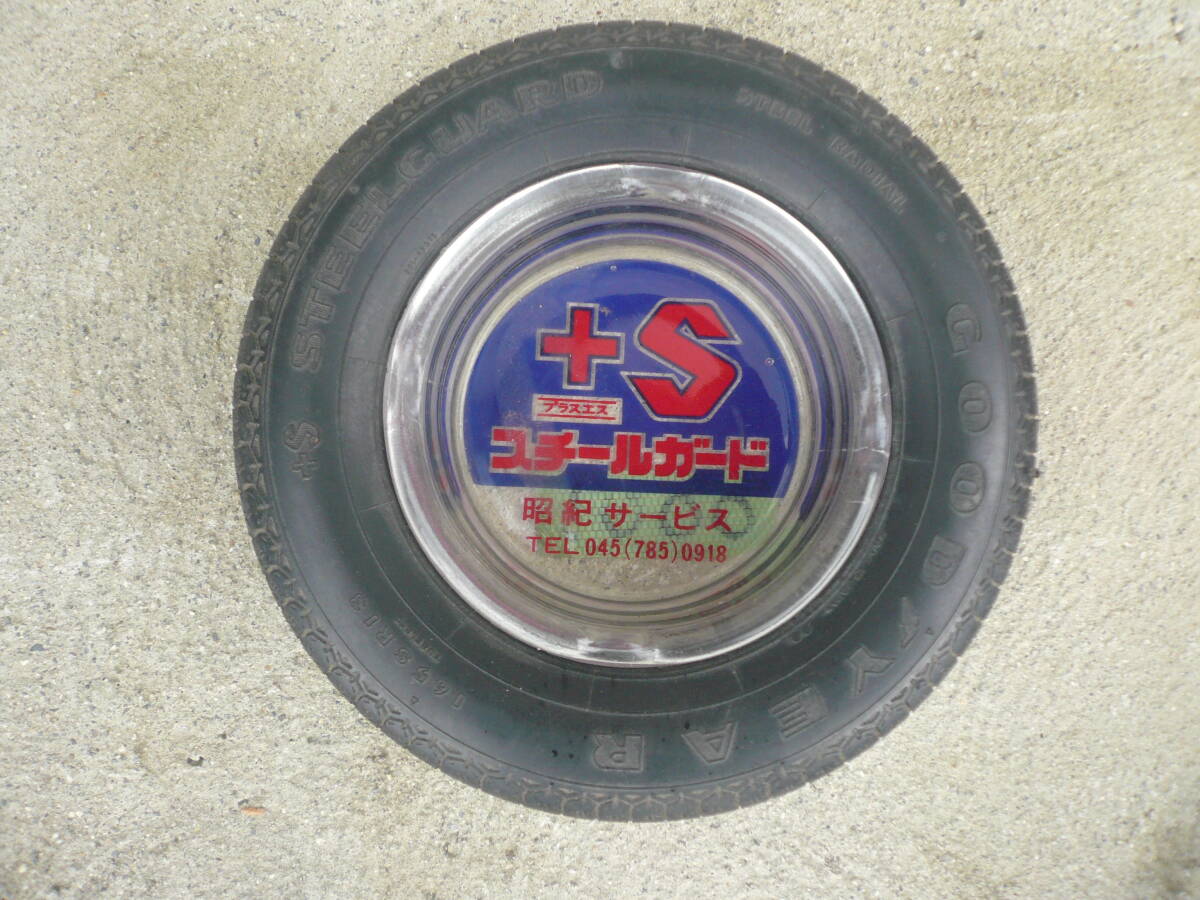 +S STEELGUARD
STEEL RADIAL
GOODYEAR
165SR13
+S
プラスエス
スチールガード
昭紀サービス
TEL 045(785)0918